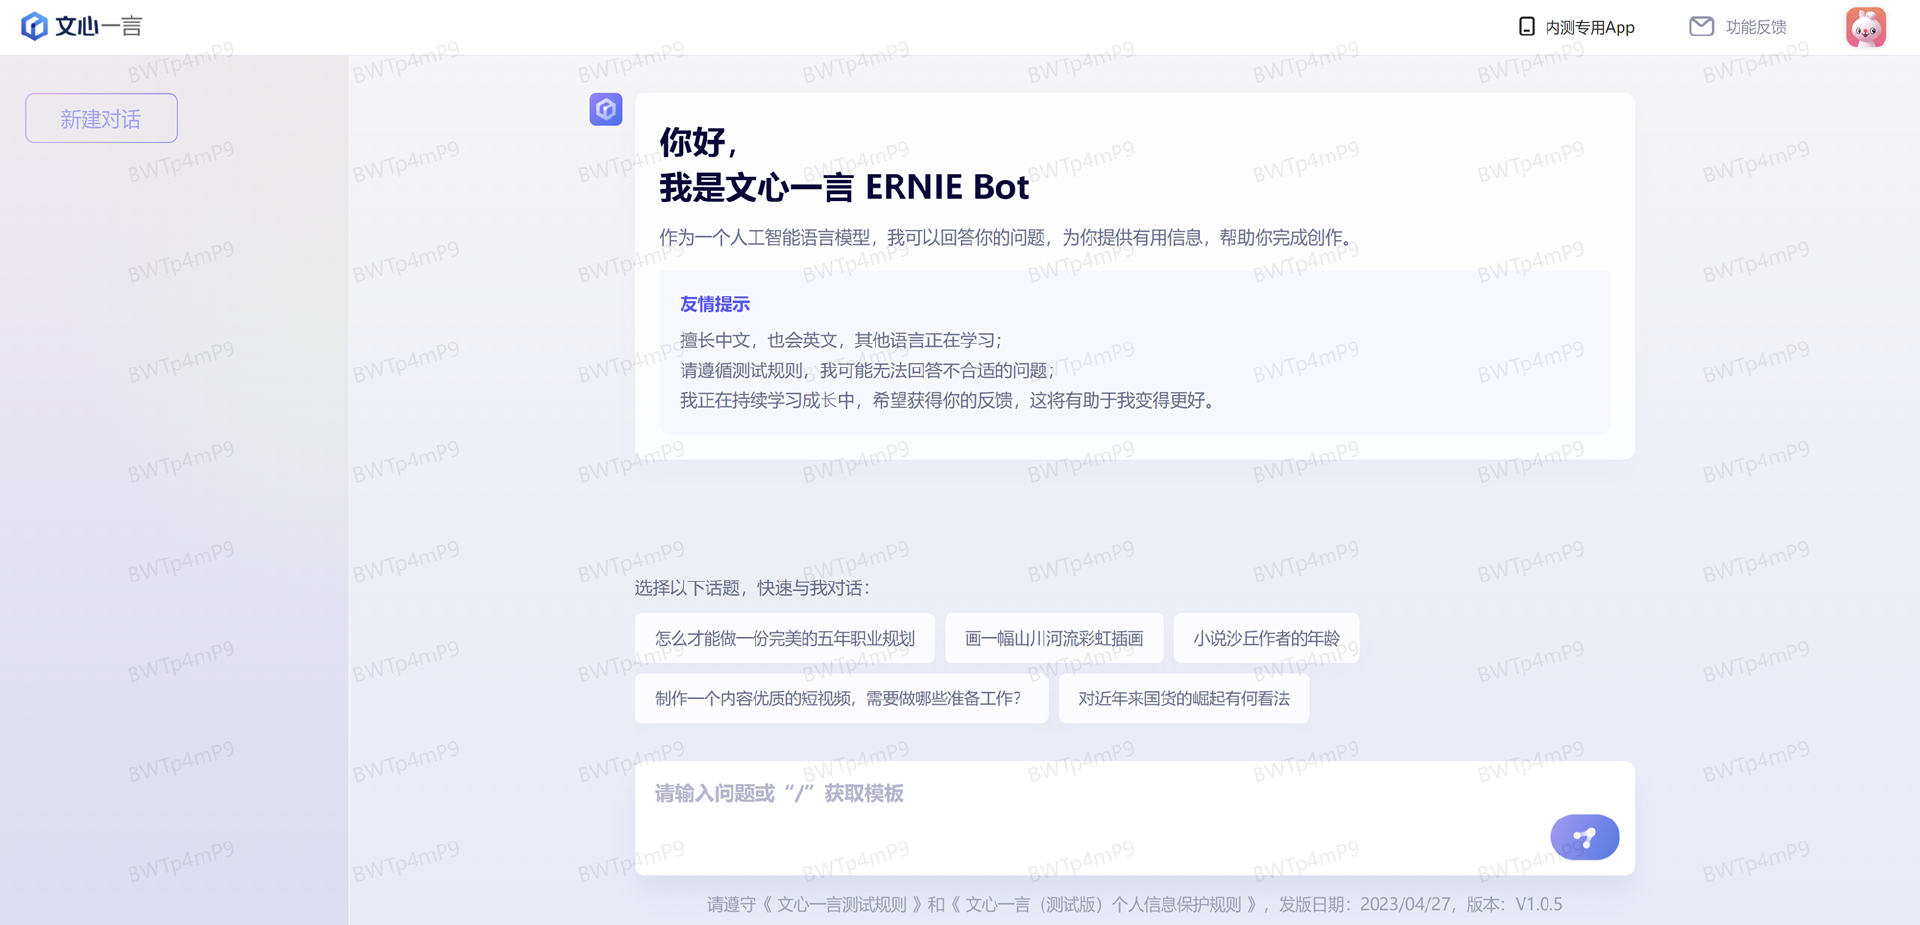 文心一言
内测专用App
功能反馈
新建对话
你好，
我是文心一言 ERNIE Bot
作为一个人工智能语言模型，我可以回答你的问题，为你提供有用信息，帮助你完成创作。
友情提示
擅长中文，也会英文，其他语言正在学习；
请遵循测试规则，我可能无法回答不合适的问题；
我正在持续学习成长中，希望获得你的反馈，这将有助于我变得更好。
选择以下话题，快速与我对话：
怎么才能做一份完美的五年职业规划
画一幅山川河流彩虹插画
小说沙丘作者的年龄
制作一个内容优质的短视频，需要做哪些准备工作？
对近年来国货的崛起有何看法
请输入问题或“/”获取模板
请遵守《 文心一言测试规则 》和《 文心一言（测试版）个人信息保护规则 》，发版日期：2023/04/27，版本：V1.0.5
BWTp4mP9